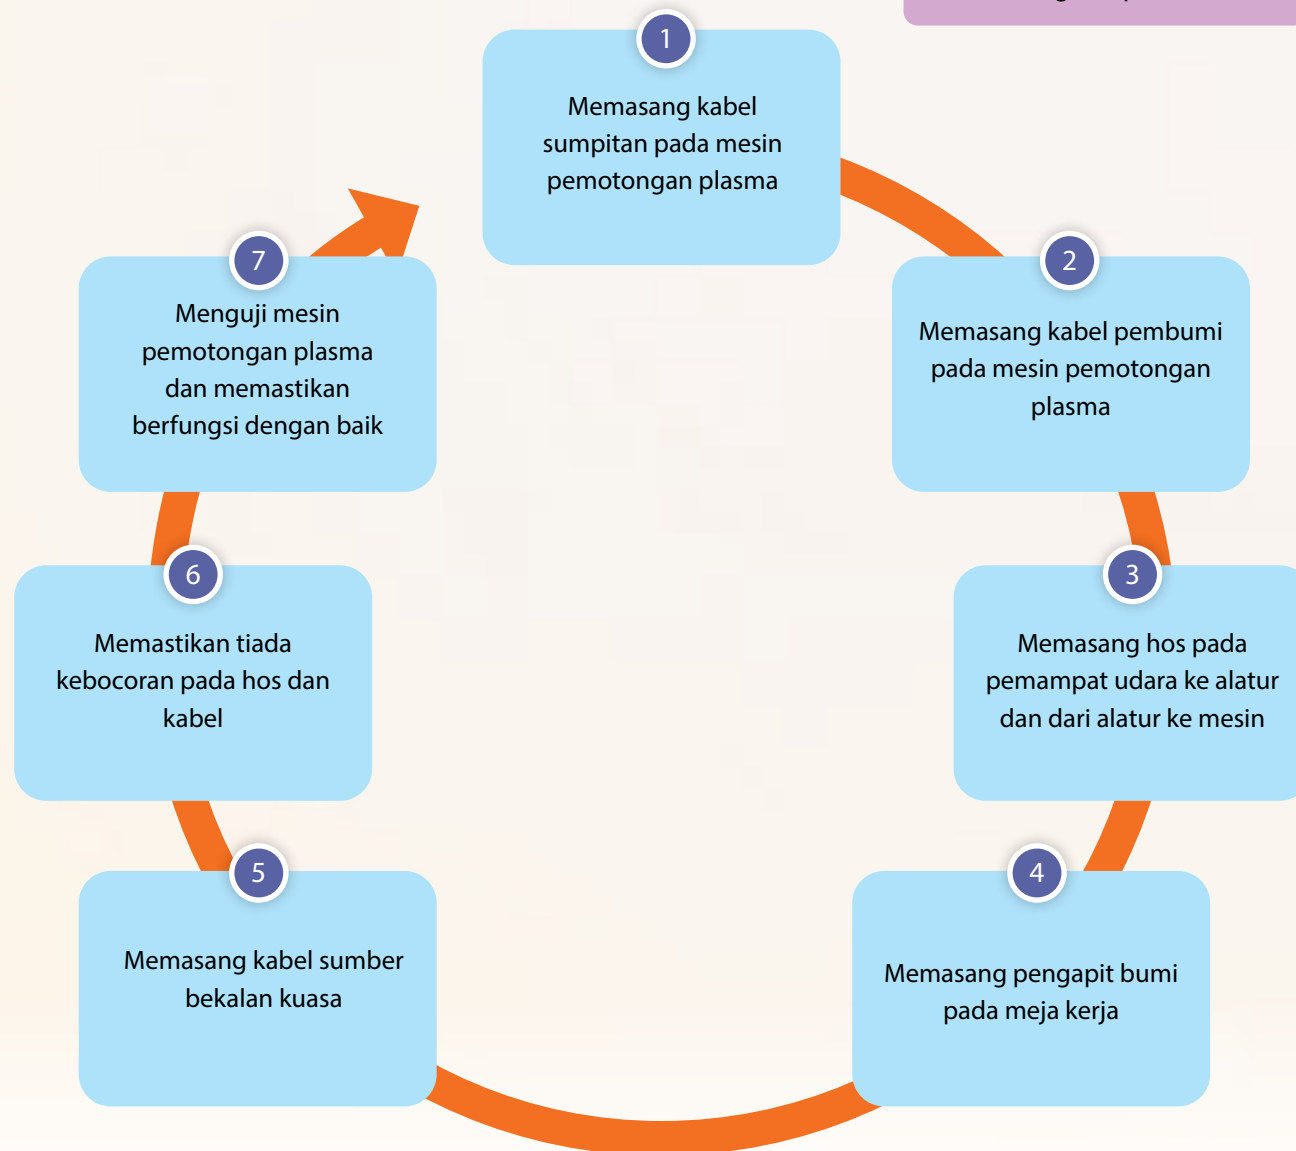 1
Memasang kabel
sumpitan pada mesin
pemotongan plasma
2
Memasang kabel pembumi
pada mesin pemotongan
plasma
3
Memasang hos pada
pemampat udara ke alatur
dan dari alatur ke mesin
4
Memasang pengapit bumi
pada meja kerja
5
Memasang kabel sumber
bekalan kuasa
6
Memastikan tiada
kebocoran pada hos dan
kabel
7
Menguji mesin
pemotongan plasma
dan memastikan
berfungsi dengan baik